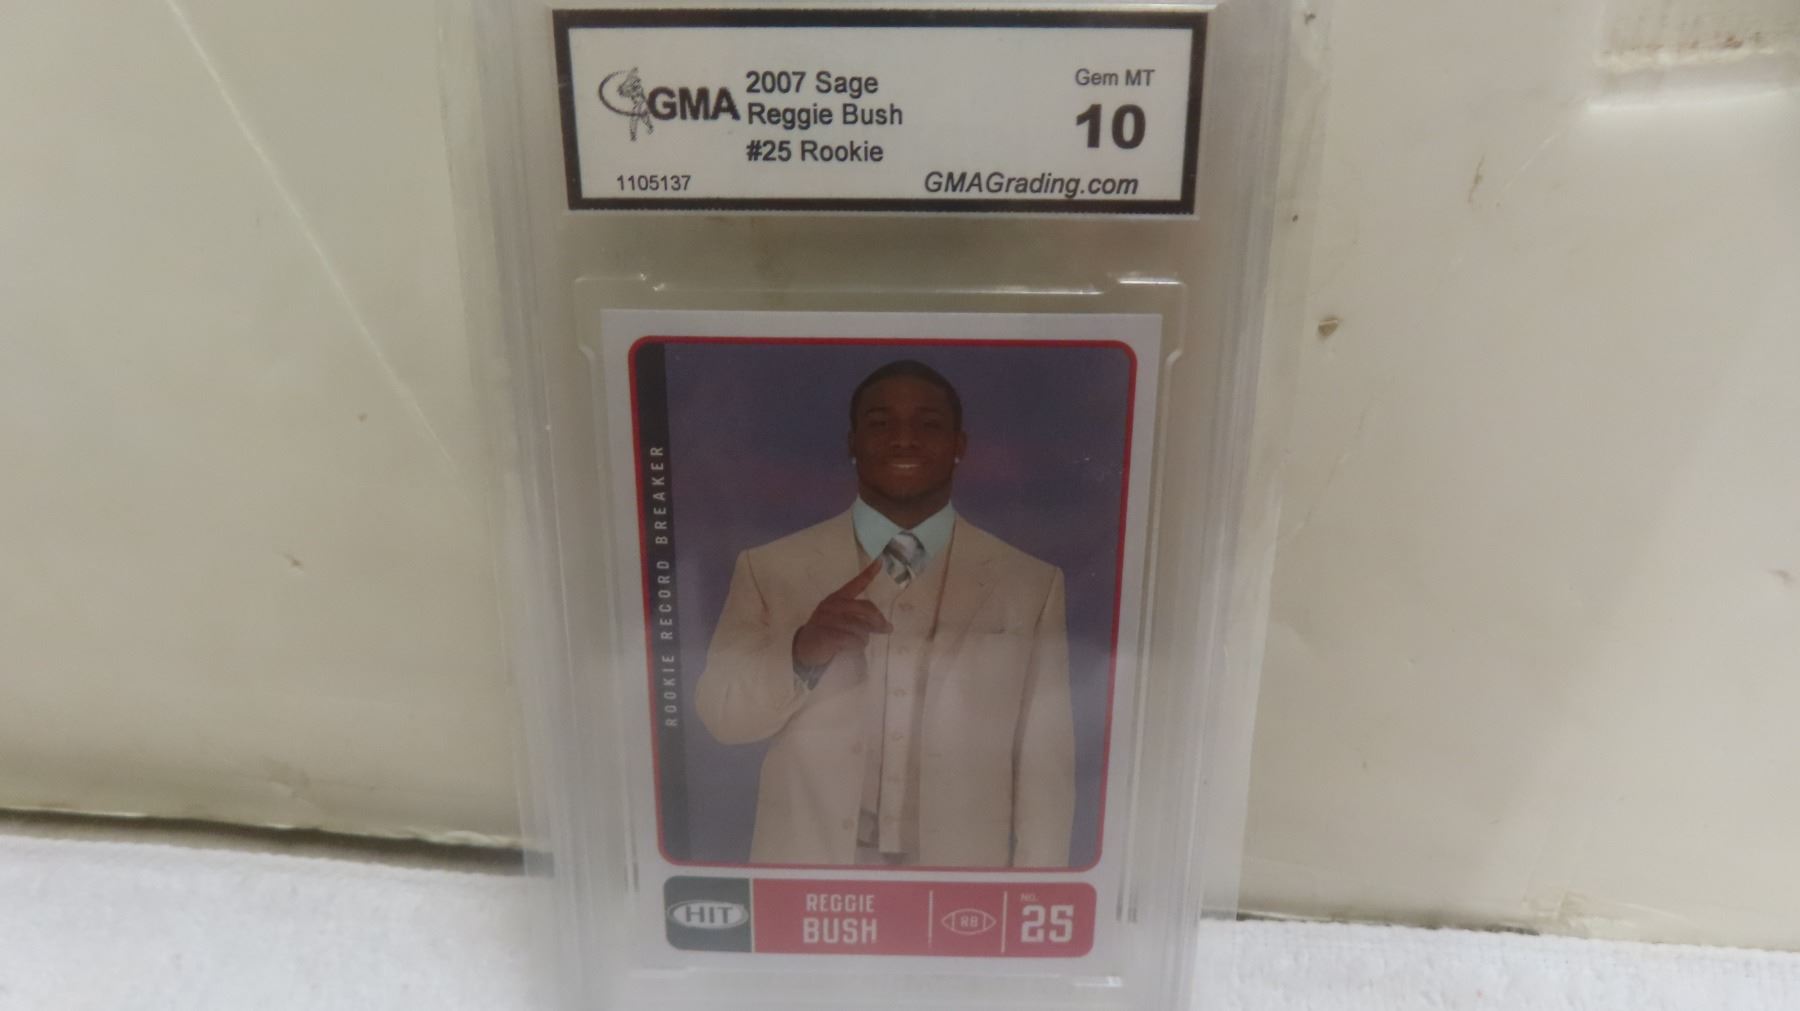 GMA
2007 Sage
Reggie Bush
#25 Rookie
Gem MT
10
1105137
GMAGrading.com
ROOKIE RECORD BREAKER
HIT
REGGIE
BUSH
RB
NO.
25